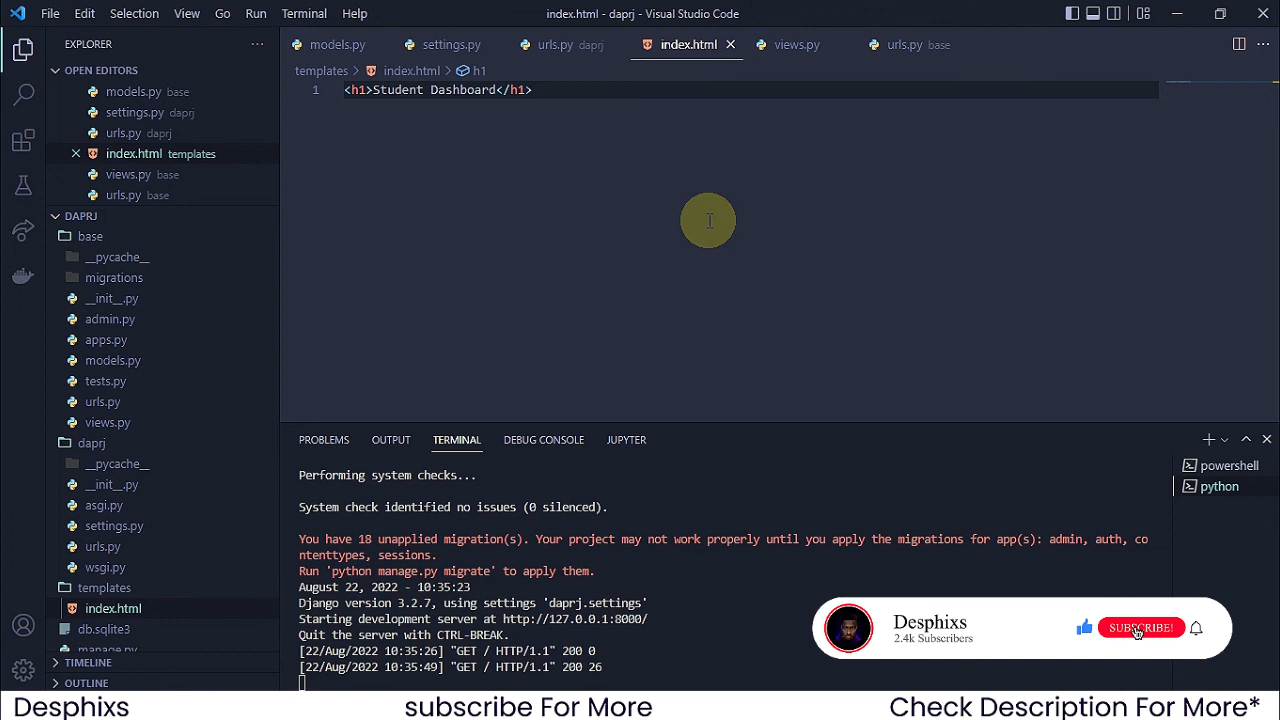 File Edit Selection View Go Run Terminal Help index.html - daprj - Visual Studio Code
EXPLORER
models.py settings.py urls.py daprj index.html views.py urls.py base
OPEN EDITORS
templates index.html h1
models.py base
1 <h1>Student Dashboard</h1>
settings.py daprj
urls.py daprj
index.html templates
views.py base
urls.py base
DAPRJ
base
__pycache__
migrations
__init__.py
admin.py
apps.py
models.py
tests.py
urls.py
views.py
daprj
__pycache__
__init__.py
asgi.py
settings.py
urls.py
wsgi.py
templates
index.html
db.sqlite3
manage.py
TIMELINE
OUTLINE
PROBLEMS OUTPUT TERMINAL DEBUG CONSOLE JUPYTER
powershell
python
Performing system checks...
System check identified no issues (0 silenced).
You have 18 unapplied migration(s). Your project may not work properly until you apply the migrations for app(s): admin, auth, co
ntenttypes, sessions.
Run 'python manage.py migrate' to apply them.
August 22, 2022 - 10:35:23
Django version 3.2.7, using settings 'daprj.settings'
Starting development server at http://127.0.0.1:8000/
Quit the server with CTRL-BREAK.
[22/Aug/2022 10:35:26] "GET / HTTP/1.1" 200 0
[22/Aug/2022 10:35:49] "GET / HTTP/1.1" 200 26
Desphixs
2.4k Subscribers
SUBSCRIBE!
Desphixs subscribe For More Check Description For More*